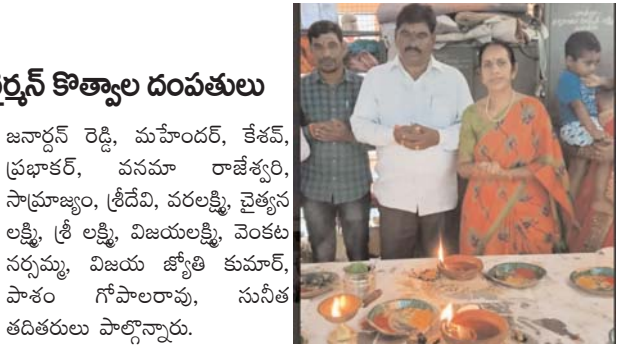 కొత్వాల దంపతులు
జనార్దన్ రెడ్డి, మహేందర్, కేశవ్,
ప్రభాకర్, వనమా రాజేశ్వరి,
సామ్రాజ్యం, శ్రీదేవి, వరలక్ష్మి, చైత్యన
లక్ష్మి, శ్రీ లక్ష్మి, విజయలక్ష్మి, వెంకట
నర్సమ్మ, విజయ జ్యోతి కుమార్,
పాశం గోపాలరావు, సునీత
తదితరులు పాల్గొన్నారు.